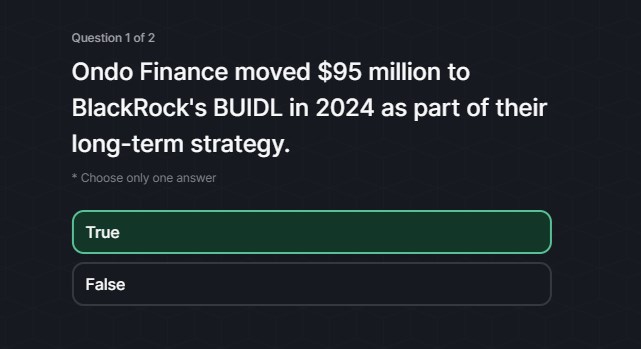 Question 1 of 2
Ondo Finance moved $95 million to
BlackRock's BUIDL in 2024 as part of their
long-term strategy.
* Choose only one answer
True
False